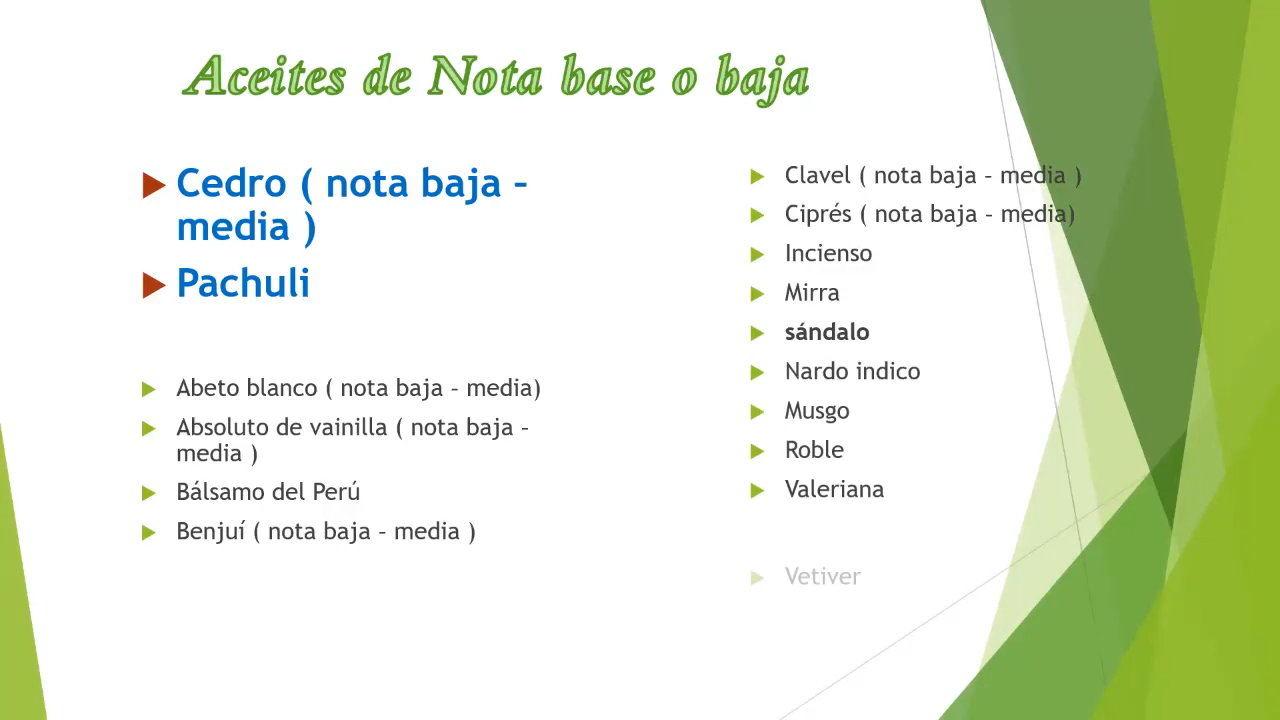 Aceites de Nota base o baja
Cedro ( nota baja –
media )
Pachuli
Abeto blanco ( nota baja – media)
Absoluto de vainilla ( nota baja –
media )
Bálsamo del Perú
Benjuí ( nota baja – media )
Clavel ( nota baja – media )
Ciprés ( nota baja – media)
Incienso
Mirra
sándalo
Nardo indico
Musgo
Roble
Valeriana
Vetiver